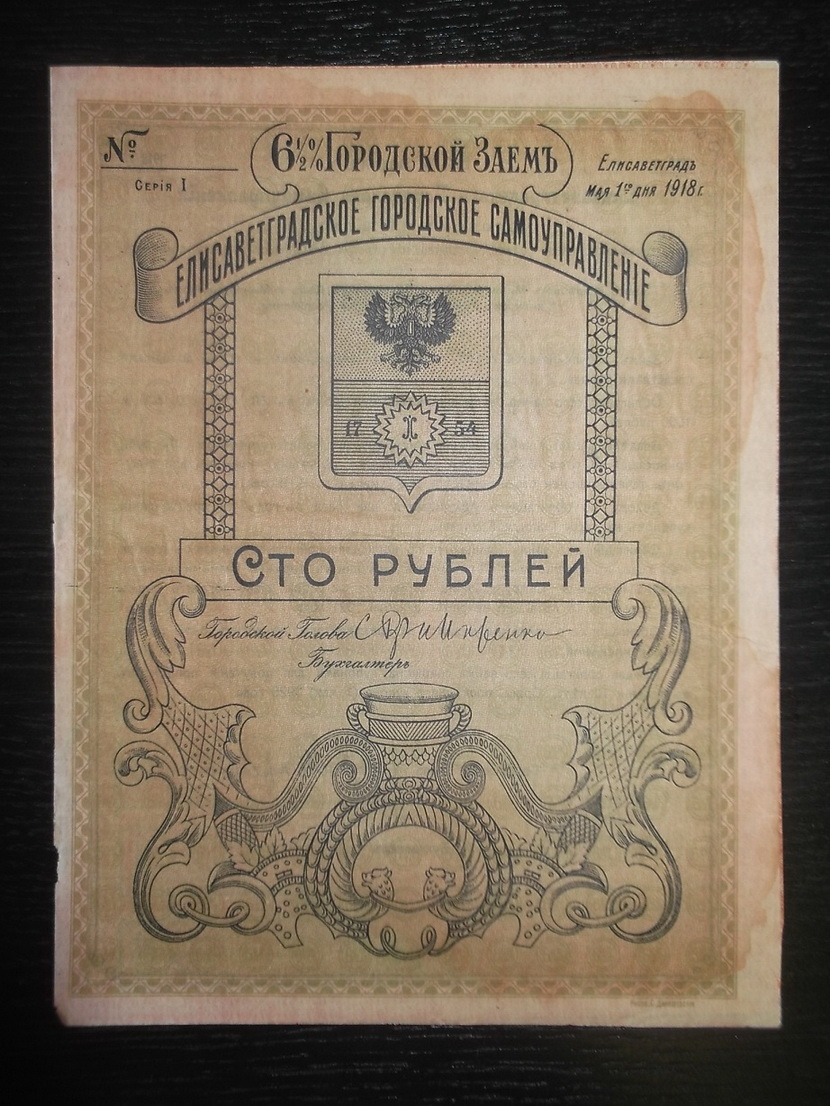 №
Серія I
6½% Городской Заемъ
Елисаветградъ
Мая 1го дня 1918 г.
Елисаветградское Городское Самоуправленіе
17 54
Сто рублей
Городской Голова
Бухгалтеръ